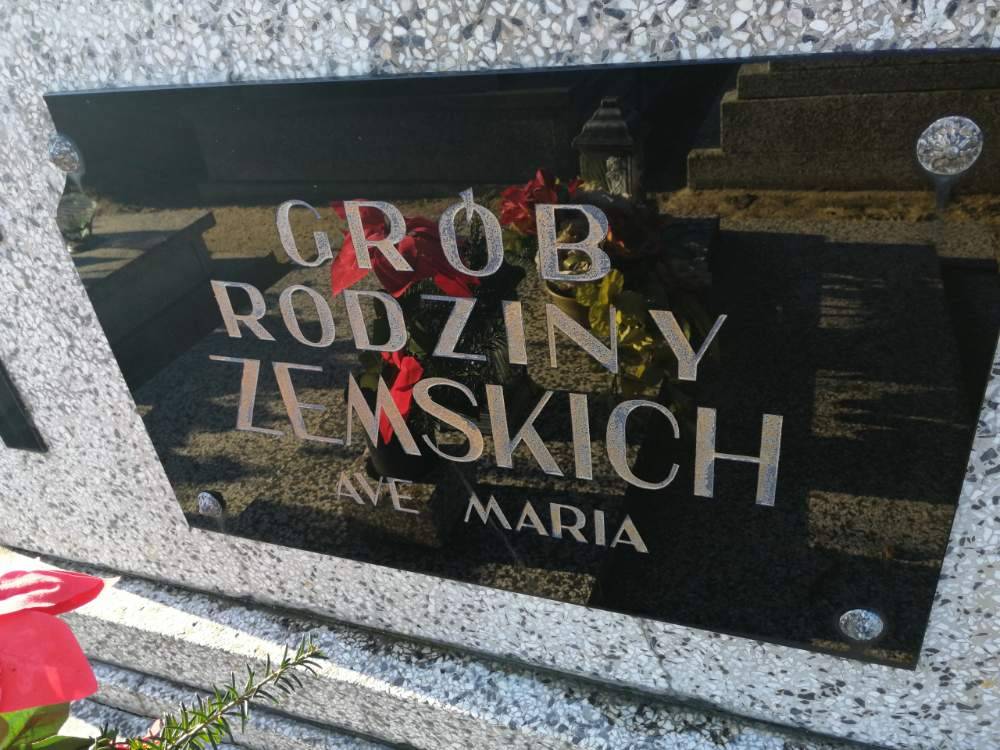 GRÓB
RODZINY
ZEMSKICH
AVE MARIA